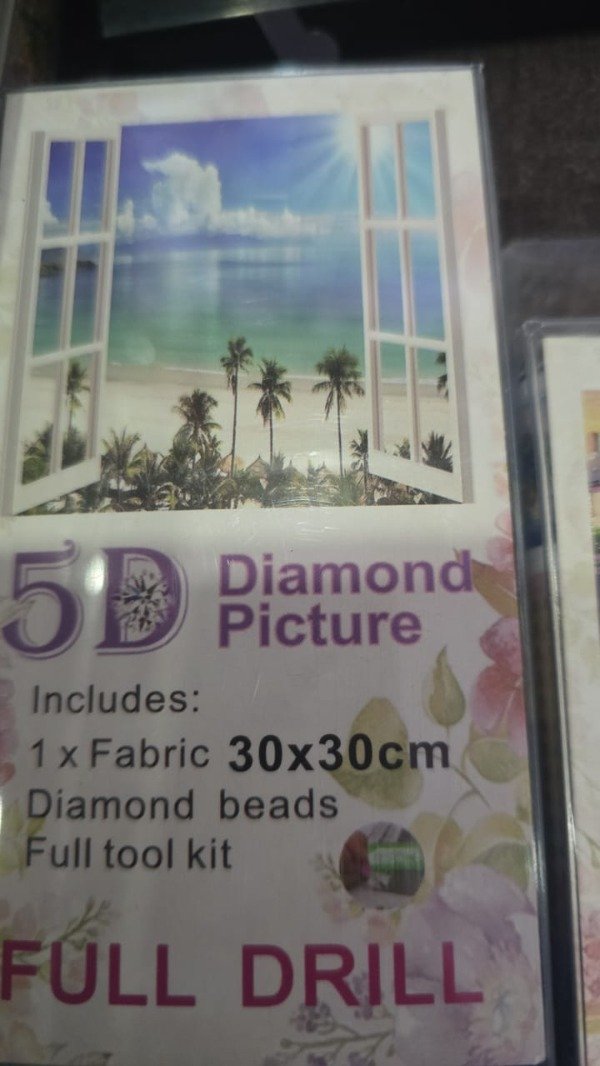 5D Diamond
Picture
Includes:
1 x Fabric 30x30cm
Diamond beads
Full tool kit
FULL DRILL